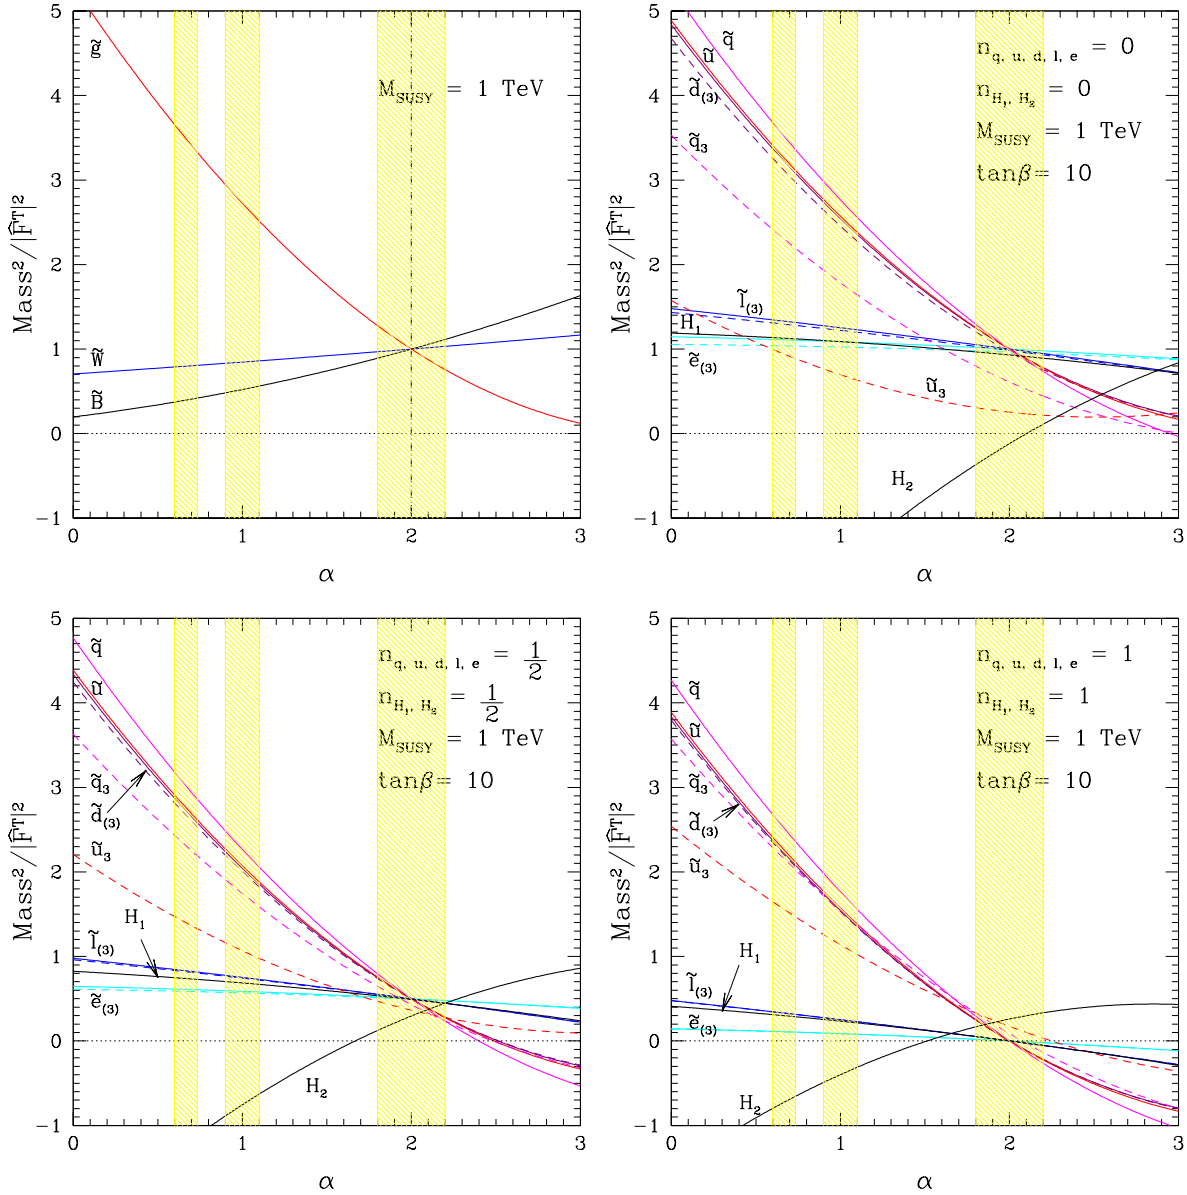 5
4
3
2
1
0
−1
0
1
2
3
Mass²/|F̂ᵀ|²
α
g̃
W̃
B̃
M_SUSY = 1 TeV
5
4
3
2
1
0
−1
0
1
2
3
Mass²/|F̂ᵀ|²
α
q̃
ũ
d̃₍₃₎
q̃₃
l̃₍₃₎
H₁
ẽ₍₃₎
ũ₃
H₂
n_q, u, d, l, e = 0
n_H₁, H₂ = 0
M_SUSY = 1 TeV
tanβ= 10
5
4
3
2
1
0
−1
0
1
2
3
Mass²/|F̂ᵀ|²
α
q̃
ũ
q̃₃
d̃₍₃₎
ũ₃
H₁
l̃₍₃₎
ẽ₍₃₎
H₂
n_q, u, d, l, e = 1/2
n_H₁, H₂ = 1/2
M_SUSY = 1 TeV
tanβ= 10
5
4
3
2
1
0
−1
0
1
2
3
Mass²/|F̂ᵀ|²
α
q̃
ũ
q̃₃
d̃₍₃₎
ũ₃
H₁
l̃₍₃₎
ẽ₍₃₎
H₂
n_q, u, d, l, e = 1
n_H₁, H₂ = 1
M_SUSY = 1 TeV
tanβ= 10